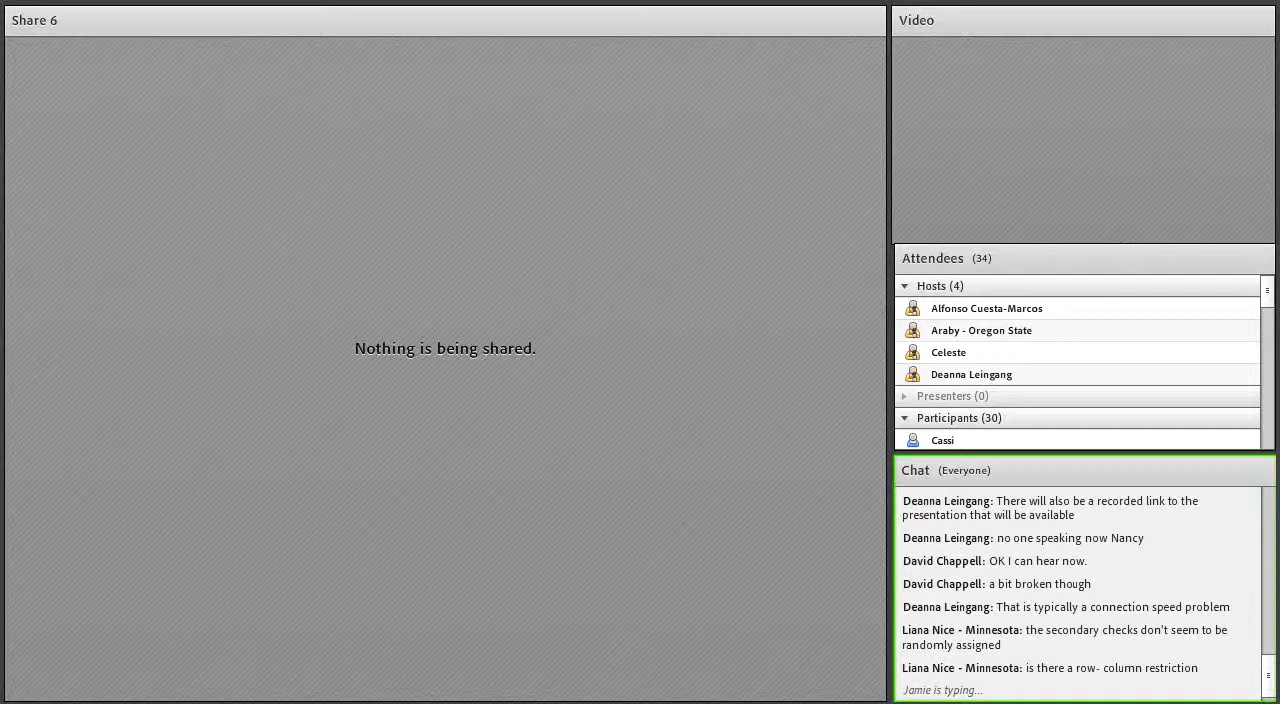 Share 6
Nothing is being shared.
Video
Attendees (34)
Hosts (4)
Alfonso Cuesta-Marcos
Araby - Oregon State
Celeste
Deanna Leingang
Presenters (0)
Participants (30)
Cassi
Chat (Everyone)
Deanna Leingang: There will also be a recorded link to the
presentation that will be available
Deanna Leingang: no one speaking now Nancy
David Chappell: OK I can hear now.
David Chappell: a bit broken though
Deanna Leingang: That is typically a connection speed problem
Liana Nice - Minnesota: the secondary checks don't seem to be
randomly assigned
Liana Nice - Minnesota: is there a row- column restriction
Jamie is typing...